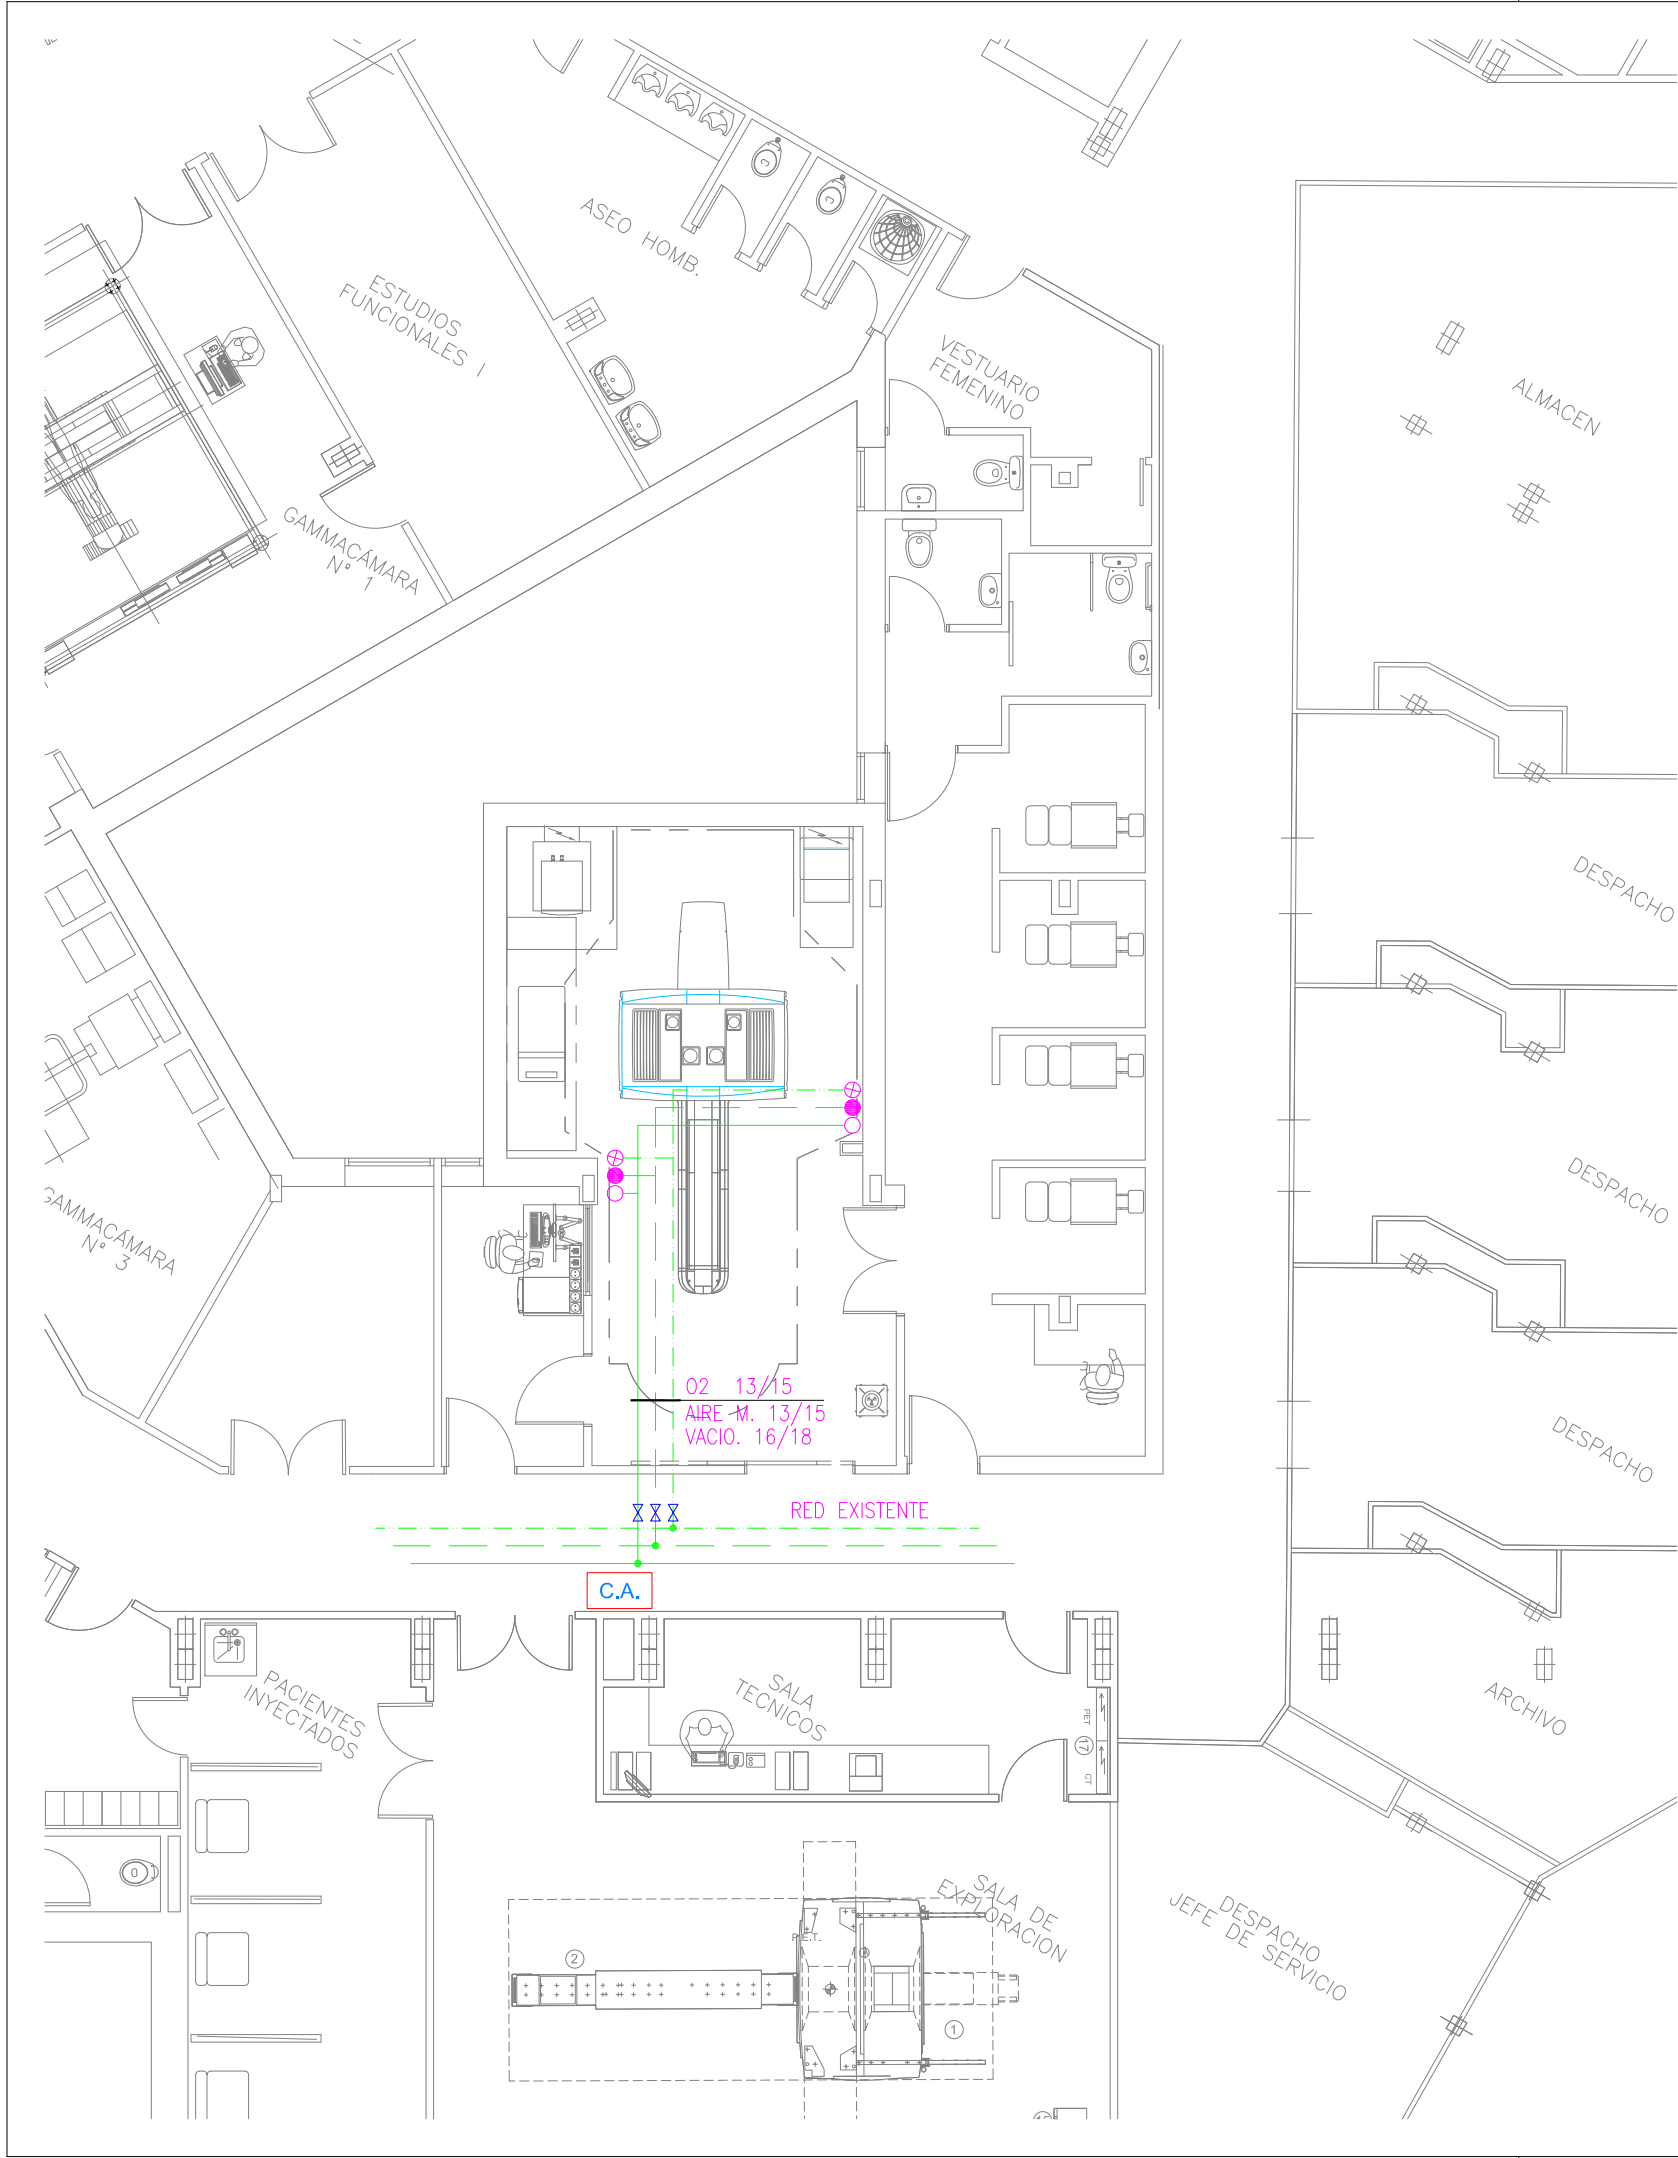 ASEO HOMB.
ESTUDIOS
FUNCIONALES I
VESTUARIO
FEMENINO
ALMACEN
GAMMACÁMARA
Nº 1
DESPACHO
DESPACHO
GAMMACÁMARA
Nº 3
O2 13/15
AIRE M. 13/15
VACIO. 16/18
DESPACHO
RED EXISTENTE
C.A.
PACIENTES
INYECTADOS
SALA
TECNICOS
PET
17
CT
ARCHIVO
SALA DE
EXPLORACION
P.E.T.
2
1
DESPACHO
JEFE DE SERVICIO